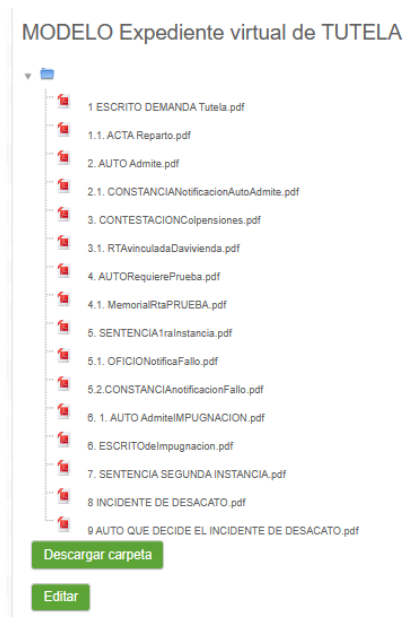 MODELO Expediente virtual de TUTELA
1 ESCRITO DEMANDA Tutela.pdf
1.1. ACTA Reparto.pdf
2. AUTO Admite.pdf
2.1. CONSTANCIANotificacionAutoAdmite.pdf
3. CONTESTACIONColpensiones.pdf
3.1. RTAvinculadaDavivienda.pdf
4. AUTORequierePrueba.pdf
4.1. MemorialRtaPRUEBA.pdf
5. SENTENCIA1raInstancia.pdf
5.1. OFICIONotificaFallo.pdf
5.2.CONSTANCIAnotificacionFallo.pdf
6. 1. AUTO AdmiteIMPUGNACION.pdf
6. ESCRITOdeImpugnacion.pdf
7. SENTENCIA SEGUNDA INSTANCIA.pdf
8 INCIDENTE DE DESACATO.pdf
9 AUTO QUE DECIDE EL INCIDENTE DE DESACATO.pdf
Descargar carpeta
Editar